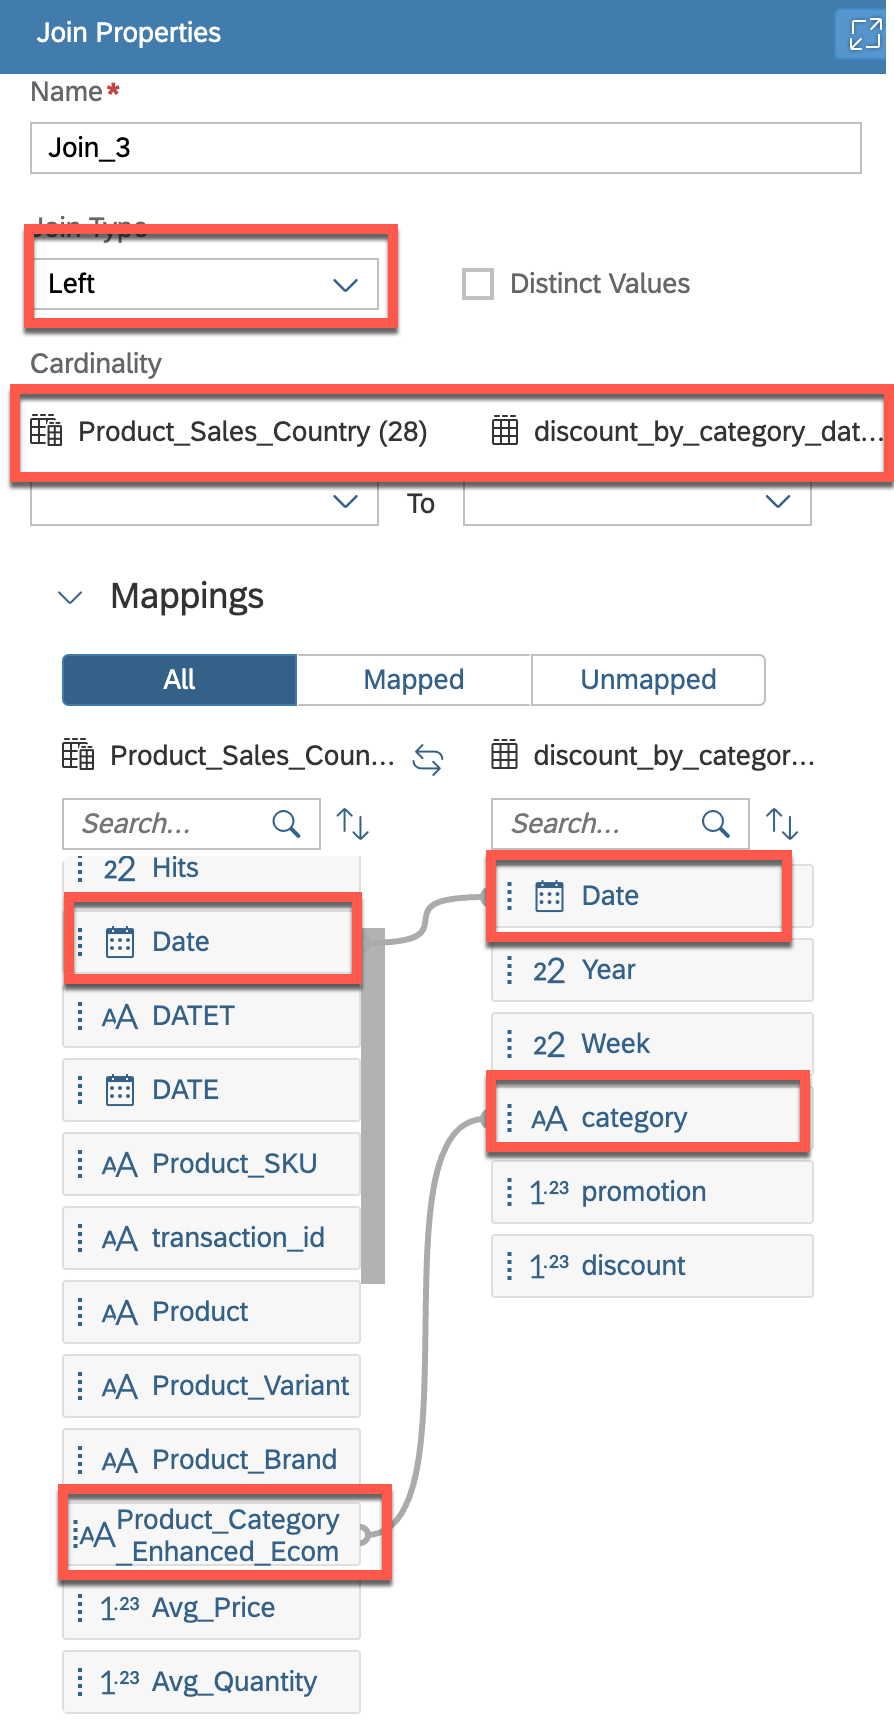 Join Properties
Name*
Join_3
Join Type
Left
Distinct Values
Cardinality
Product_Sales_Country (28)
discount_by_category_dat...
To
Mappings
All
Mapped
Unmapped
Product_Sales_Coun...
discount_by_categor...
Search...
Search...
22 Hits
Date
AA DATET
DATE
AA Product_SKU
AA transaction_id
AA Product
AA Product_Variant
AA Product_Brand
AA Product_Category
_Enhanced_Ecom
1.23 Avg_Price
1.23 Avg_Quantity
Date
22 Year
22 Week
AA category
1.23 promotion
1.23 discount